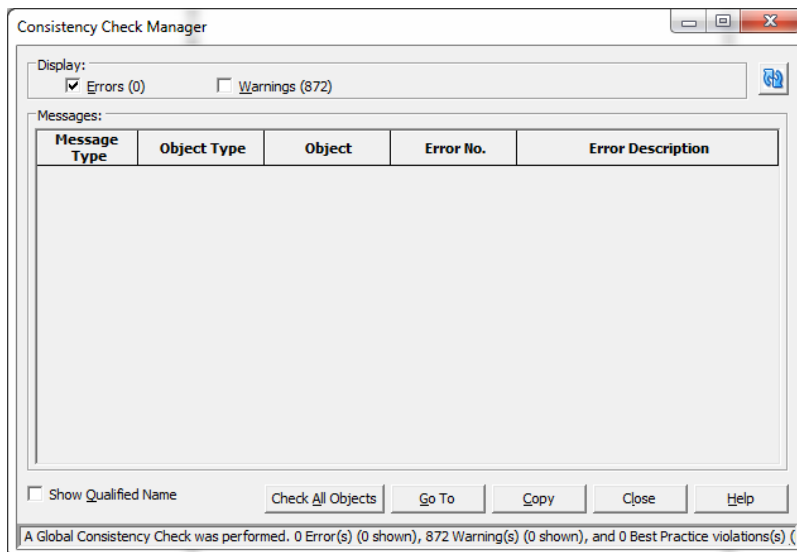 Consistency Check Manager
Display:
Errors (0) Warnings (872)
Messages:
Message Type Object Type Object Error No. Error Description
Show Qualified Name Check All Objects Go To Copy Close Help
A Global Consistency Check was performed. 0 Error(s) (0 shown), 872 Warning(s) (0 shown), and 0 Best Practice violations(s) (